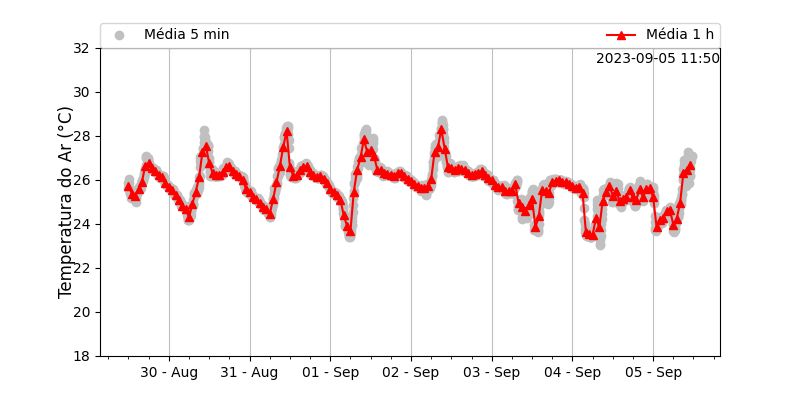 Média 5 min
Média 1 h
2023-09-05 11:50
Temperatura do Ar (°C)
32
30
28
26
24
22
20
18
30 - Aug
31 - Aug
01 - Sep
02 - Sep
03 - Sep
04 - Sep
05 - Sep